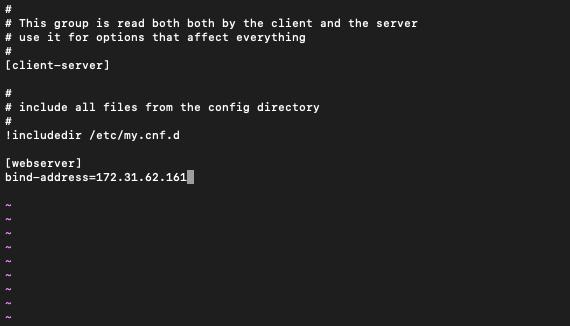 #
# This group is read both both by the client and the server
# use it for options that affect everything
#
[client-server]
#
# include all files from the config directory
#
!includedir /etc/my.cnf.d
[webserver]
bind-address=172.31.62.161
~
~
~
~
~
~
~
~
~